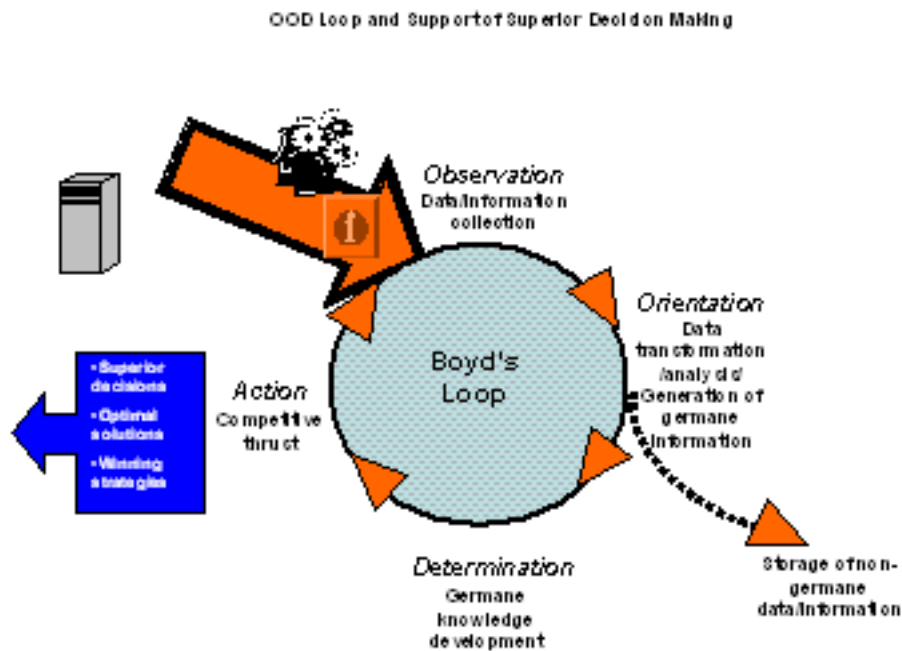 OOD Loop and Support of Superior Decision Making
Observation
Data/Information
collection
Orientation
Data
transformation
/analysis/
Generation of
germane
information
Boyd's
Loop
Action
Competitive
thrust
• Superior
decisions
• Optimal
solutions
• Winning
strategies
f
Determination
Germane
knowledge
development
Storage of non-
germane
data/information